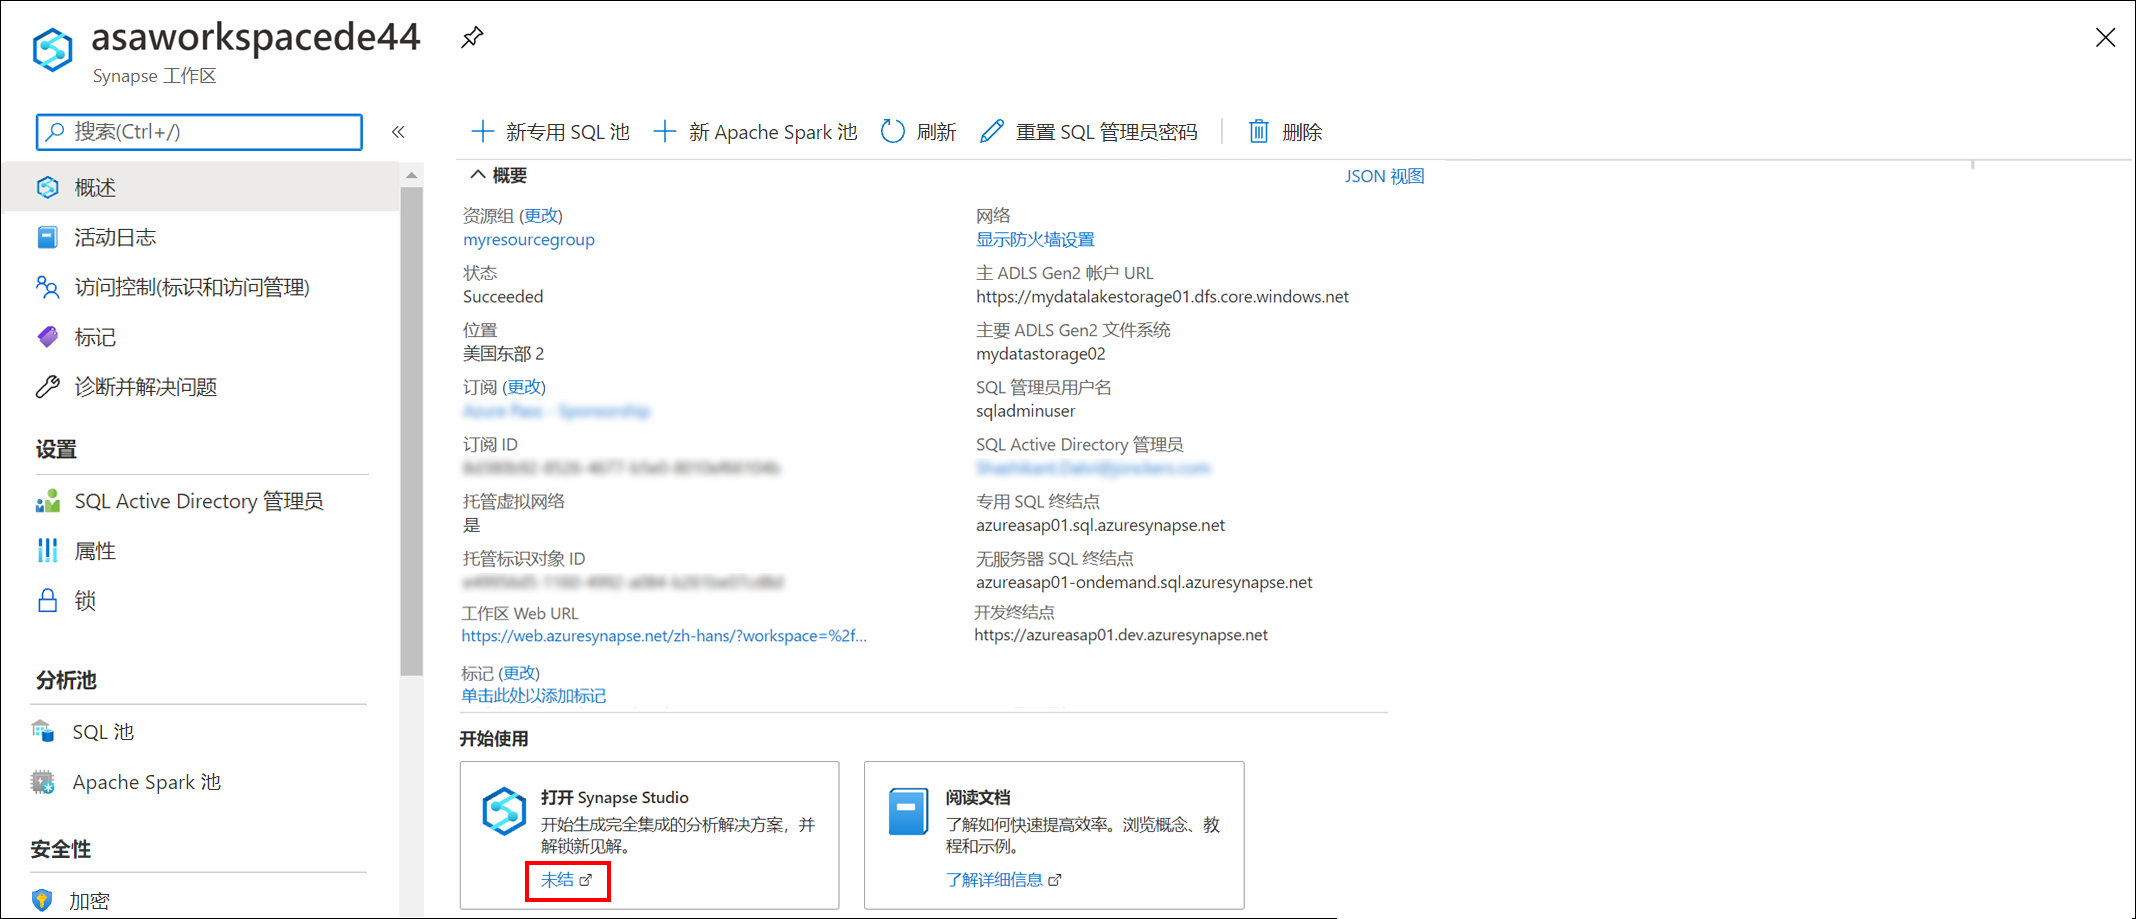 asaworkspacede44
Synapse 工作区
搜索(Ctrl+/)
«
概述
活动日志
访问控制(标识和访问管理)
标记
诊断并解决问题
设置
SQL Active Directory 管理员
属性
锁
分析池
SQL 池
Apache Spark 池
安全性
加密
新专用 SQL 池
新 Apache Spark 池
刷新
重置 SQL 管理员密码
删除
概要
JSON 视图
资源组 (更改)
myresourcegroup
状态
Succeeded
位置
美国东部 2
订阅 (更改)
Azure Pass - Sponsorship
订阅 ID
托管虚拟网络
是
托管标识对象 ID
工作区 Web URL
https://web.azuresynapse.net/zh-hans/?workspace=%2f...
标记 (更改)
单击此处以添加标记
网络
显示防火墙设置
主 ADLS Gen2 帐户 URL
https://mydatalakestorage01.dfs.core.windows.net
主要 ADLS Gen2 文件系统
mydatastorage02
SQL 管理员用户名
sqladminuser
SQL Active Directory 管理员
专用 SQL 终结点
azureasap01.sql.azuresynapse.net
无服务器 SQL 终结点
azureasap01-ondemand.sql.azuresynapse.net
开发终结点
https://azureasap01.dev.azuresynapse.net
开始使用
打开 Synapse Studio
开始生成完全集成的分析解决方案，并
解锁新见解。
未结
阅读文档
了解如何快速提高效率。浏览概念、教
程和示例。
了解详细信息